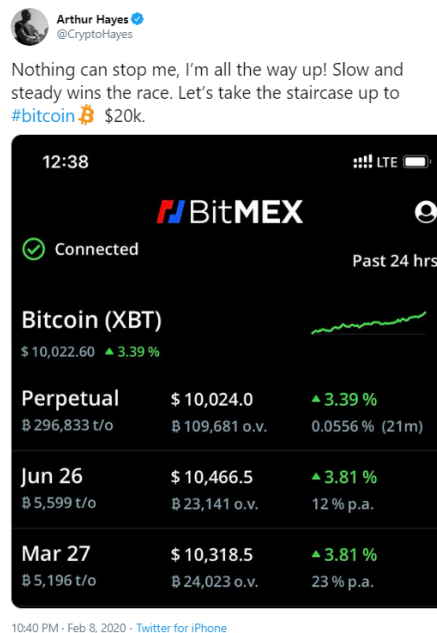 Arthur Hayes
@CryptoHayes
Nothing can stop me, I'm all the way up! Slow and
steady wins the race. Let's take the staircase up to
#bitcoin $20k.
12:38 LTE
BitMEX
Connected
Past 24 hrs
Bitcoin (XBT)
$ 10,022.60 ▲ 3.39 %
Perpetual $ 10,024.0 ▲ 3.39 %
₿ 296,833 t/o ₿ 109,681 o.v. 0.0556 % (21m)
Jun 26 $ 10,466.5 ▲ 3.81 %
₿ 5,599 t/o ₿ 23,141 o.v. 12 % p.a.
Mar 27 $ 10,318.5 ▲ 3.81 %
₿ 5,196 t/o ₿ 24,023 o.v. 23 % p.a.
10:40 PM · Feb 8, 2020 · Twitter for iPhone